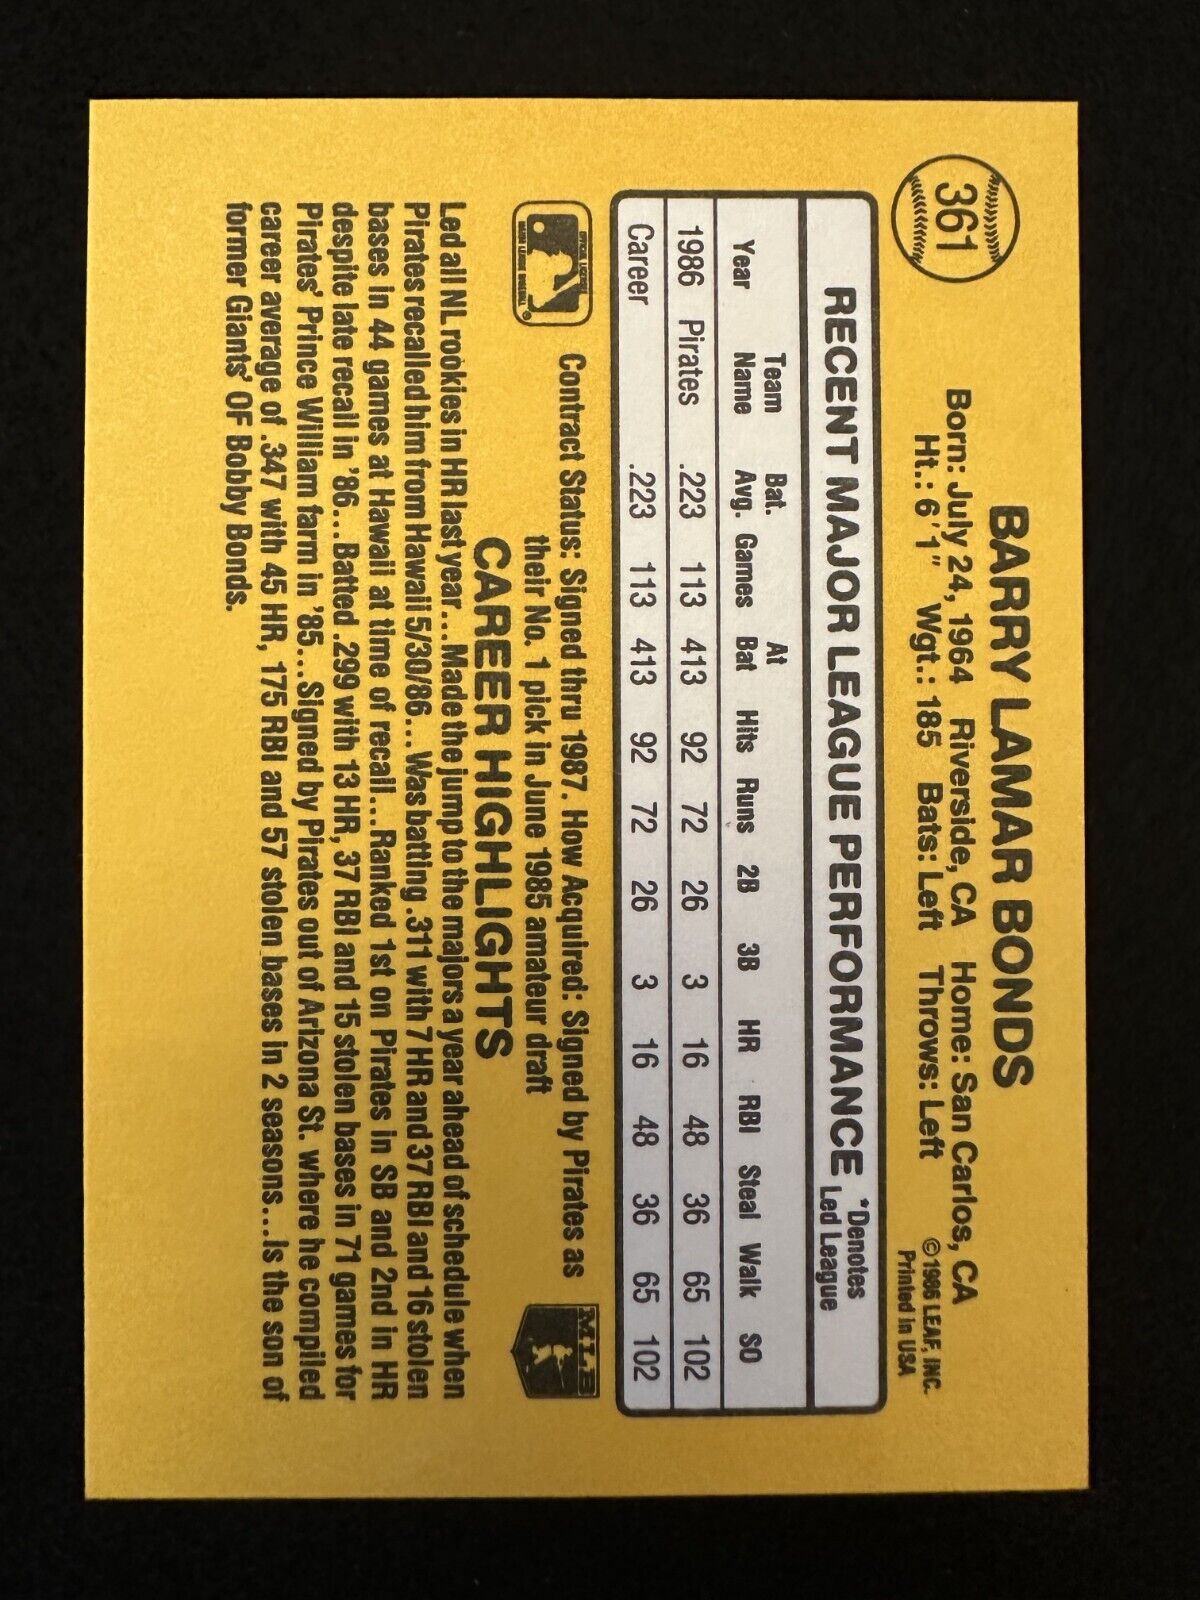 361
BARRY LAMAR BONDS
Born: July 24, 1964 Riverside, CA Home: San Carlos, CA
Ht.: 6'1" Wgt.: 185 Bats: Left Throws: Left
©1986 LEAF, INC.
Printed in USA
RECENT MAJOR LEAGUE PERFORMANCE
*Denotes
Led League
Year Team Name Bat. Avg. Games At Bat Hits Runs 2B 3B HR RBI Steal Walk SO
1986 Pirates .223 113 413 92 72 26 3 16 48 36 65 102
Career .223 113 413 92 72 26 3 16 48 36 65 102
OFFICIAL LICENSEE
MAJOR LEAGUE BASEBALL
®
Contract Status: Signed thru 1987. How Acquired: Signed by Pirates as
their No. 1 pick in June 1985 amateur draft
MLB
CAREER HIGHLIGHTS
Led all NL rookies in HR last year...Made the jump to the majors a year ahead of schedule when
Pirates recalled him from Hawaii 5/30/86...Was batting .311 with 7 HR and 37 RBI and 16 stolen
bases in 44 games at Hawaii at time of recall...Ranked 1st on Pirates in SB and 2nd in HR
despite late recall in '86...Batted .299 with 13 HR, 37 RBI and 15 stolen bases in 71 games for
Pirates' Prince William farm in '85...Signed by Pirates out of Arizona St. where he compiled
career average of .347 with 45 HR, 175 RBI and 57 stolen bases in 2 seasons...Is the son of
former Giants' OF Bobby Bonds.